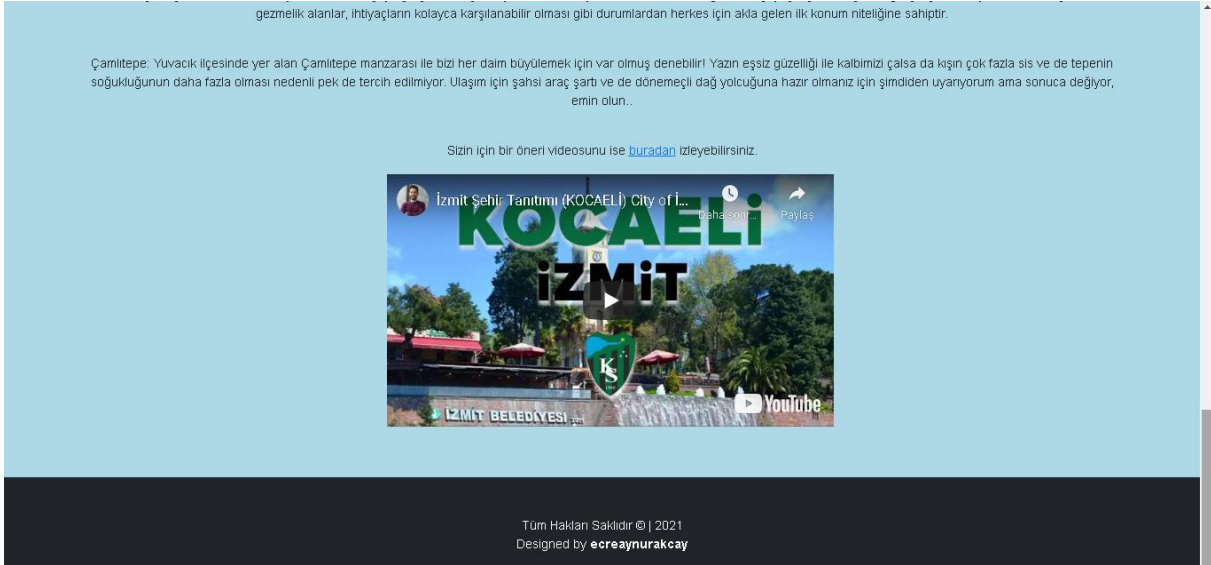 gezmelik alanlar, ihtiyaçların kolayca karşılanabilir olması gibi durumlardan herkes için akla gelen ilk konum niteliğine sahiptir.
Çamlıtepe: Yuvacık ilçesinde yer alan Çamlıtepe manzarası ile bizi her daim büyülemek için var olmuş denebilir! Yazın eşsiz güzelliği ile kalbimizi çalsa da kışın çok fazla sis ve de tepenin
soğukluğunun daha fazla olması nedenli pek de tercih edilmiyor. Ulaşım için şahsi araç şartı ve de dönemeçli dağ yolcuğuna hazır olmanız için şimdiden uyarıyorum ama sonuca değiyor,
emin olun..
Sizin için bir öneri videosunu ise buradan izleyebilirsiniz.
İzmit Şehir Tanıtımı (KOCAELİ) City of İ...
Daha sonr...
Paylaş
KOCAELİ
İZMİT
KS
İZMİT BELEDİYESİ
YouTube
Tüm Hakları Saklıdır © | 2021
Designed by ecreaynurakcay